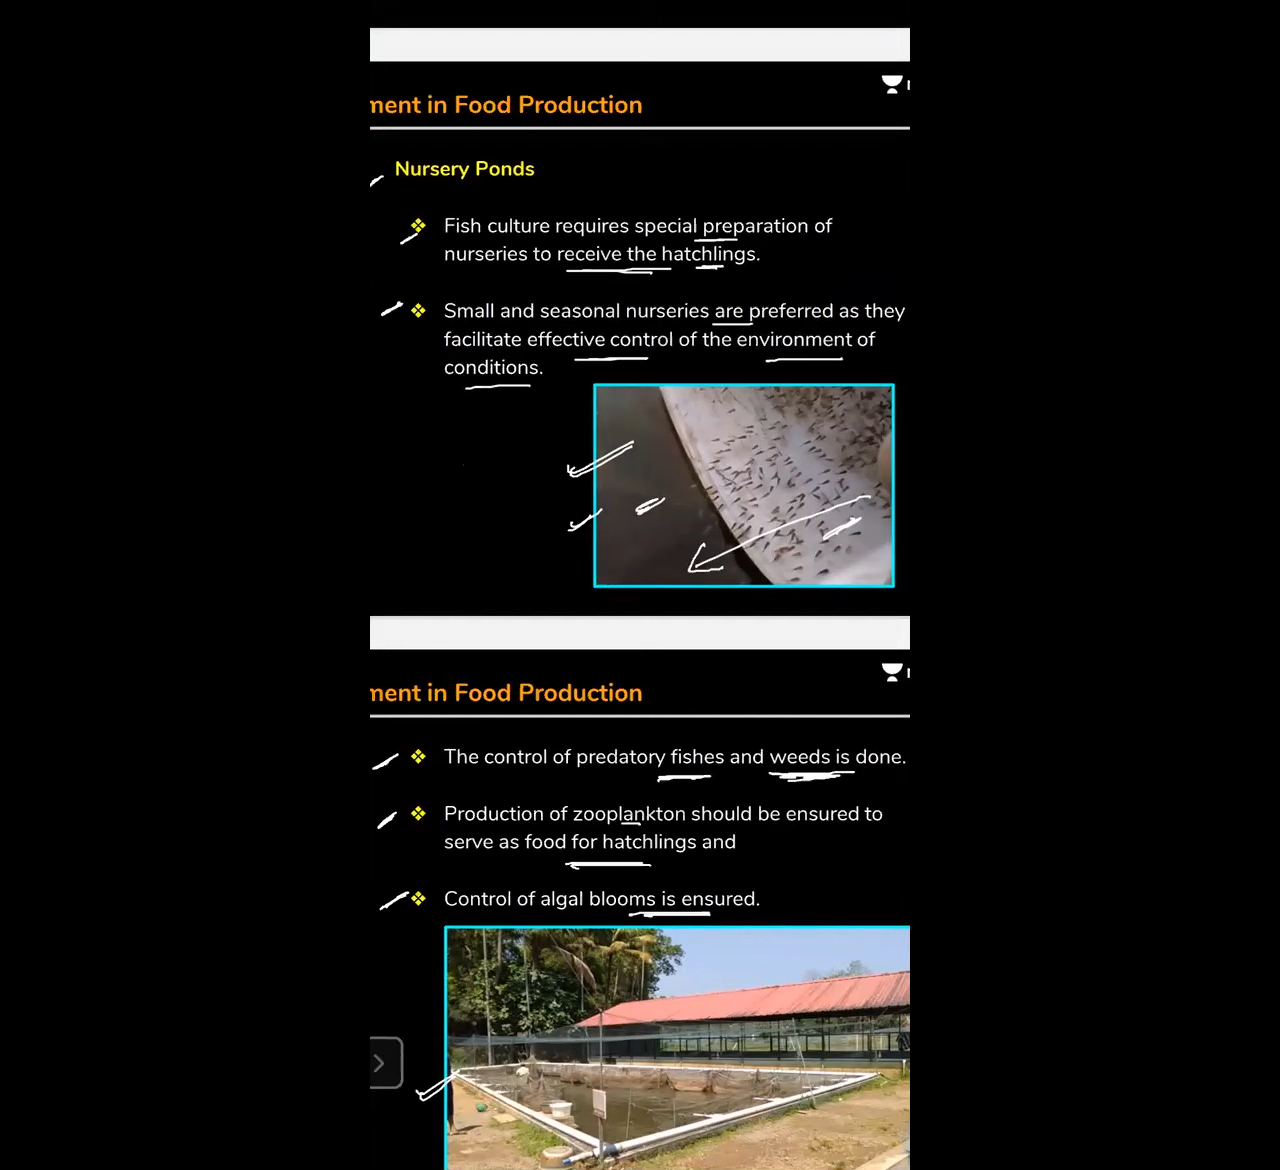 ment in Food Production
Nursery Ponds
Fish culture requires special preparation of
nurseries to receive the hatchlings.
Small and seasonal nurseries are preferred as they
facilitate effective control of the environment of
conditions.
ment in Food Production
The control of predatory fishes and weeds is done.
Production of zooplankton should be ensured to
serve as food for hatchlings and
Control of algal blooms is ensured.